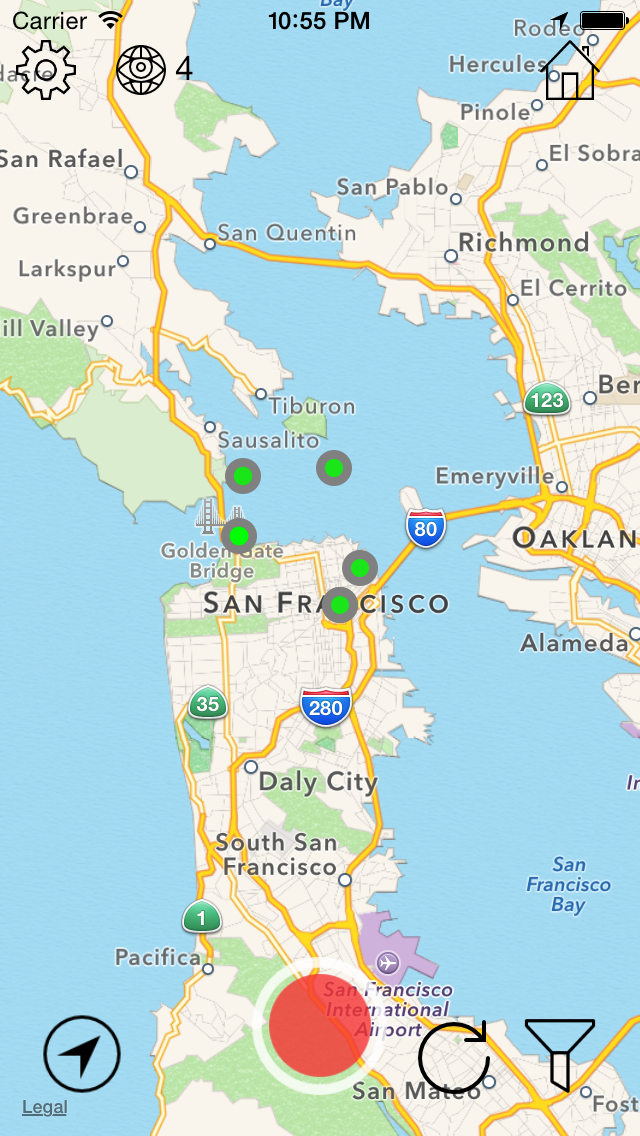 Bay
Carrier
10:55 PM
Rodeo
4
Hercules
Pinole
San Rafael
El Sobra
San Pablo
Greenbrae
San Quentin
Richmond
Larkspur
El Cerrito
ill Valley
Ber
123
Tiburon
Sausalito
Emeryville
80
OAKLAN
Golden Gate
Bridge
SAN FRANCISCO
Alameda
35
280
Daly City
South San
Francisco
San
Francisco
Bay
1
Pacifica
San Francisco
International
Airport
San Mateo
Legal
Fost